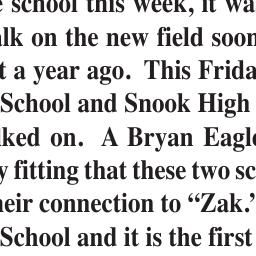 school this week, it wa
alk on the new field soon
t a year ago. This Frida
School and Snook High
lked on. A Bryan Eagle
y fitting that these two sc
heir connection to “Zak.”
School and it is the first